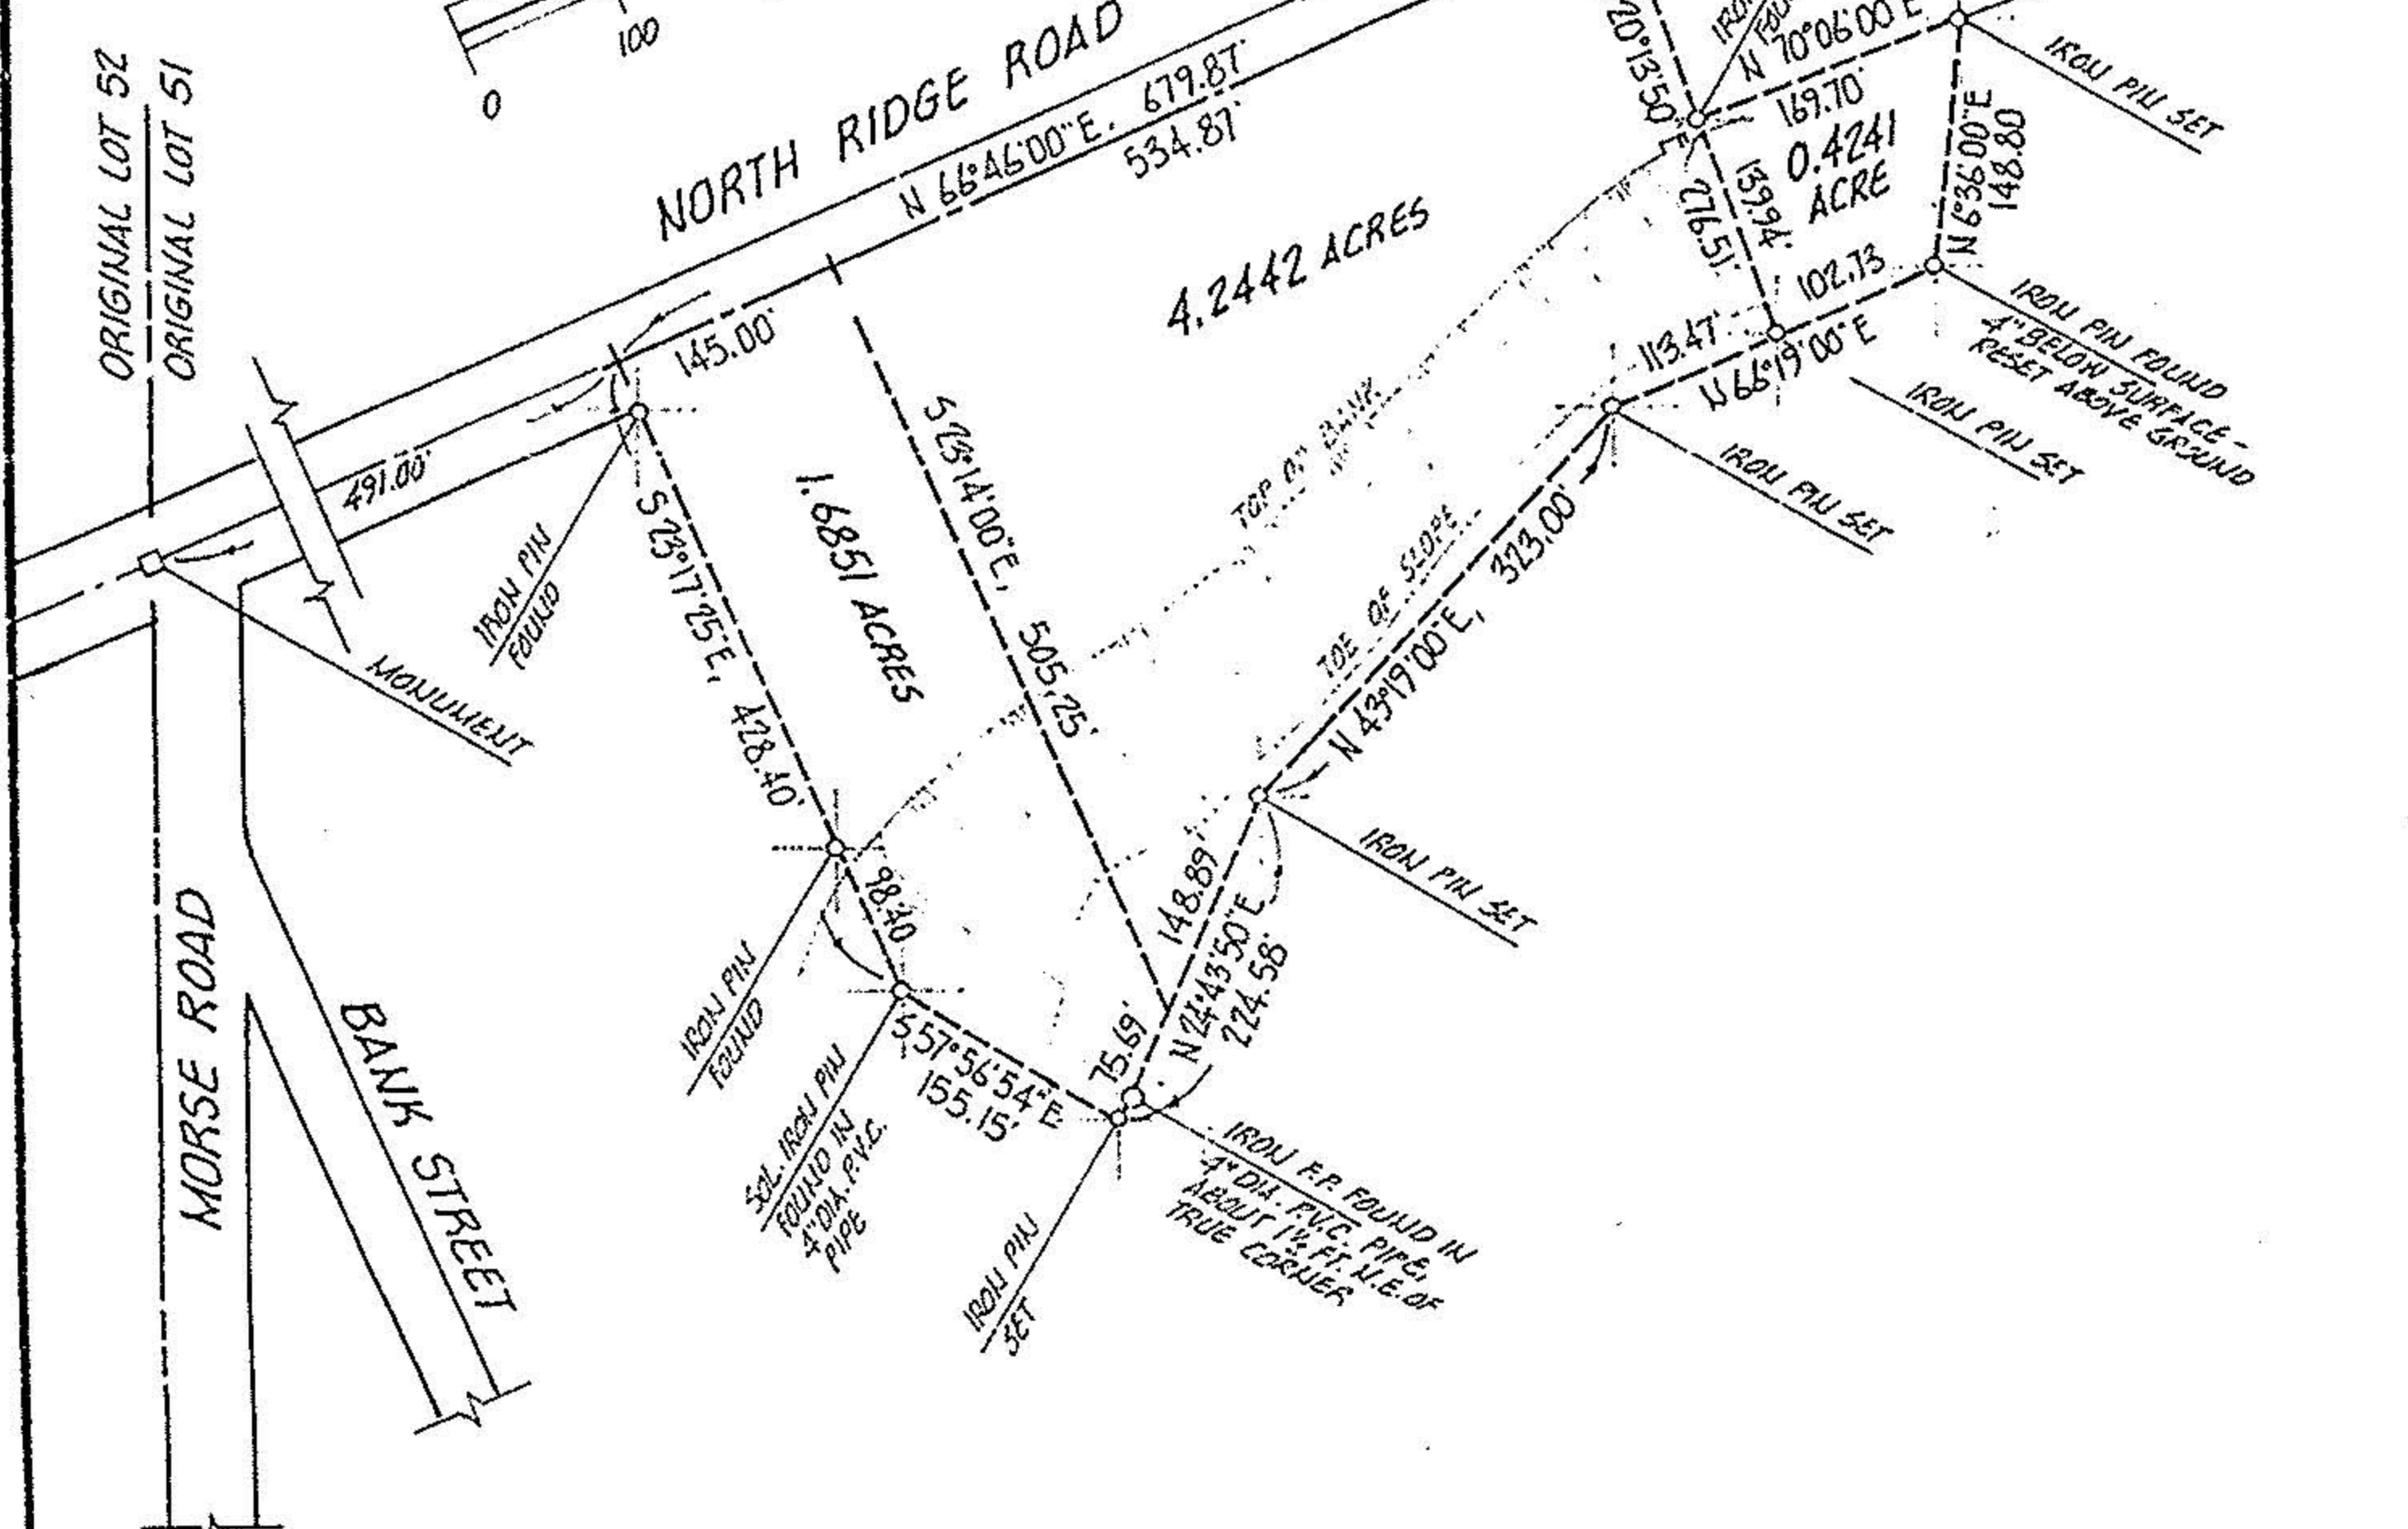 ORIGINAL LOT 52
ORIGINAL LOT 51
0
100
NORTH RIDGE ROAD
N 66°46'00"E. 679.87'
534.87'
145.00'
491.00'
4.2442 ACRES
20°13'50"E
276.51'
139.94'
N 70°06'00"E
169.70'
0.4241
ACRE
N 6°36'00"E
148.80
IRON PIN SET
102.73
113.47'
N 66°19'00"E
IRON PIN FOUND
4" BELOW SURFACE -
RESET ABOVE GROUND
IRON PIN SET
IRON PIN SET
TOP OF BANK
TOE OF SLOPE
N 43°19'00"E, 323.00'
S 23°14'00"E, 505.25'
1.6851 ACRES
S 23°17'25"E, 428.40'
IRON PIN
FOUND
MONUMENT
98.40
IRON PIN
FOUND
148.89'
N 24°43'50"E
224.58'
75.69'
IRON PIN SET
S.57°56'54"E
155.15'
SOL. IRON PIN
FOUND IN
4" DIA. P.V.C.
PIPE
IRON PIN
SET
IRON P.P. FOUND IN
4" DIA. P.V.C. PIPE,
ABOUT 1½ FT. N.E. OF
TRUE CORNER
MORSE ROAD
BANK STREET